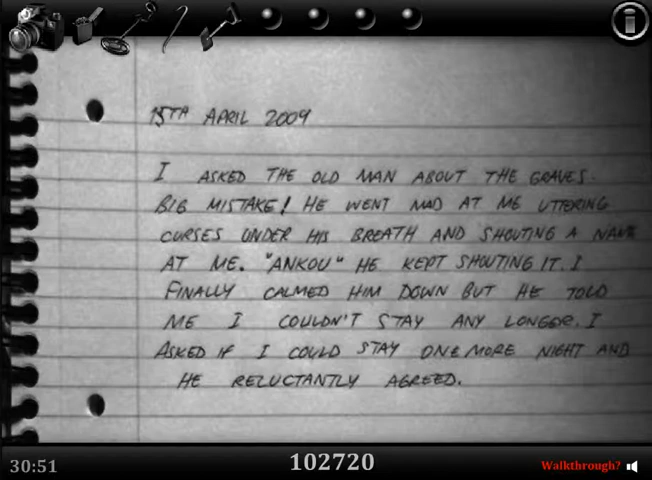 15TH APRIL 2009
I ASKED THE OLD MAN ABOUT THE GRAVES.
BIG MISTAKE! HE WENT MAD AT ME UTTERING
CURSES UNDER HIS BREATH AND SHOUTING A NAME
AT ME. "ANKOU" HE KEPT SHOUTING IT. I
FINALLY CALMED HIM DOWN BUT HE TOLD
ME I COULDN'T STAY ANY LONGER. I
ASKED IF I COULD STAY ONE MORE NIGHT AND
HE RELUCTANTLY AGREED.
30:51 102720 Walkthrough?